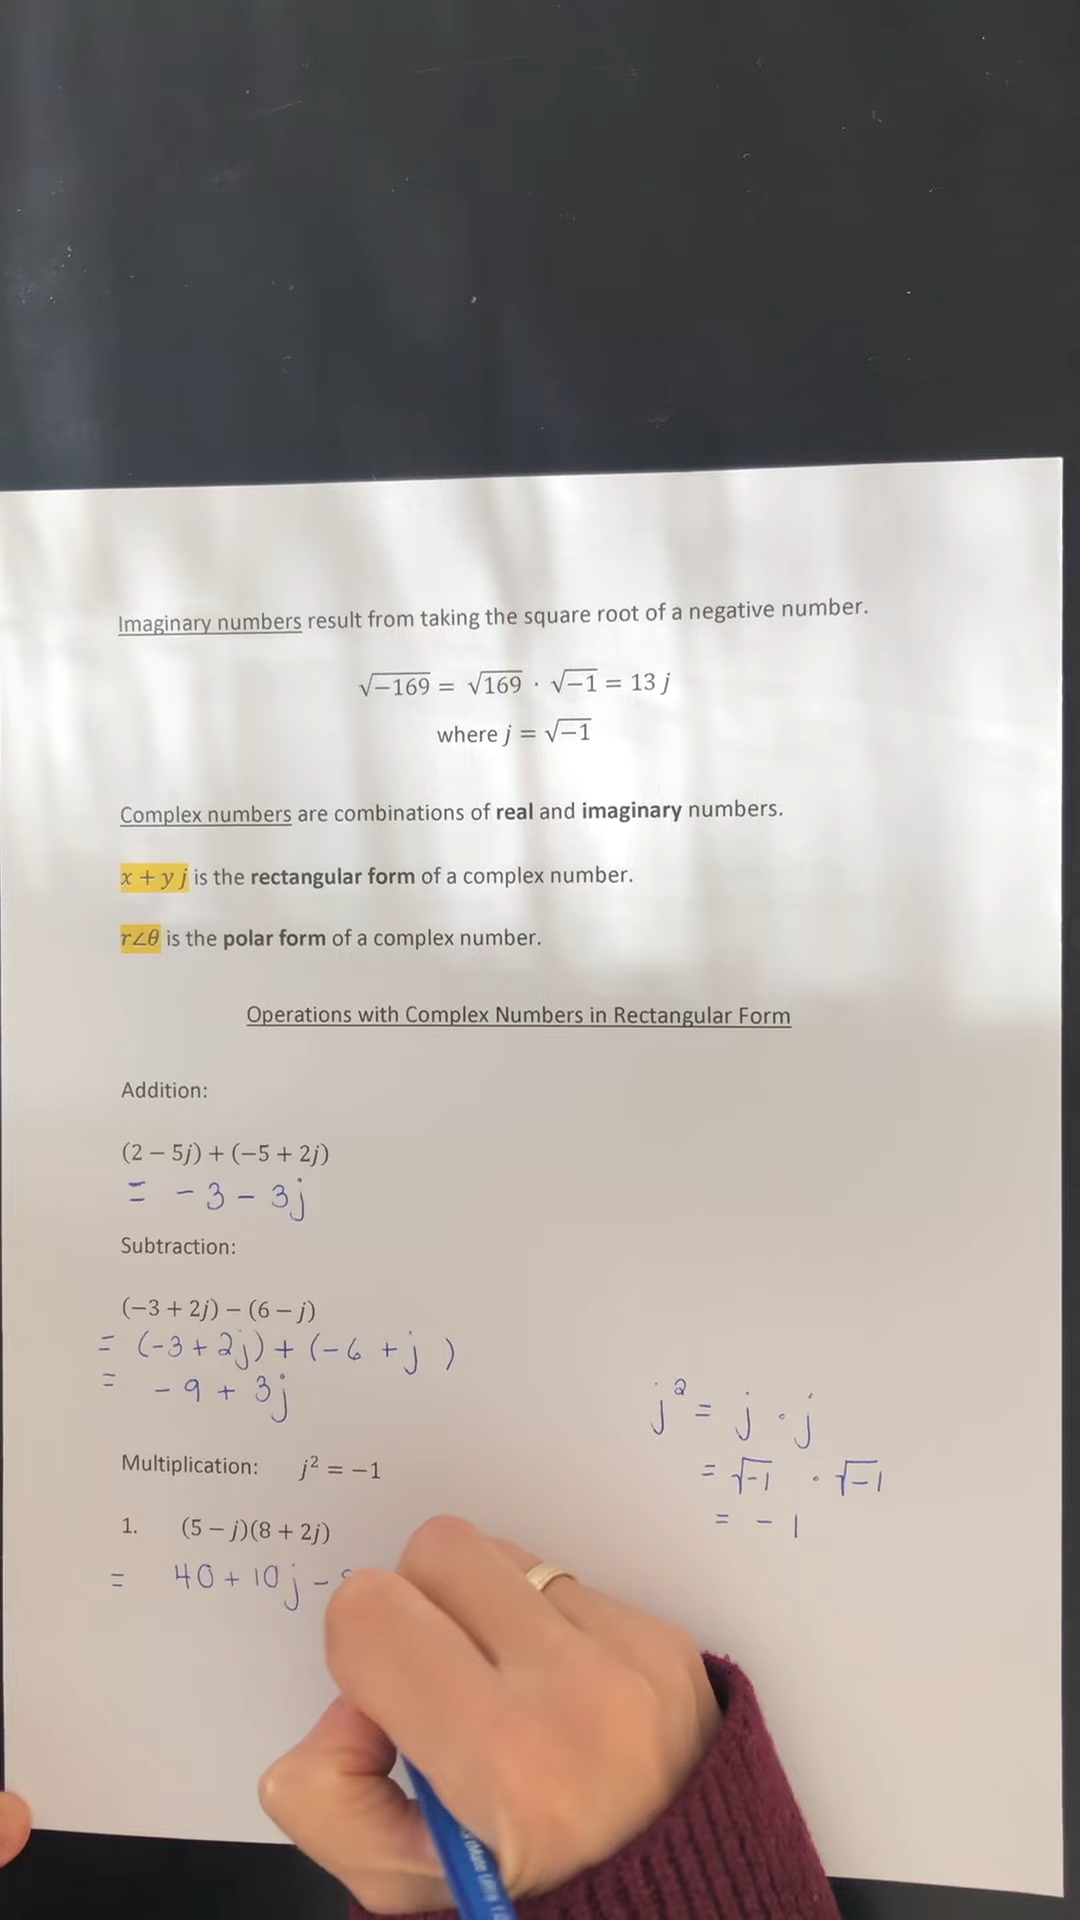 Imaginary numbers result from taking the square root of a negative number.
√−169 = √169 · √−1 = 13 j
where j = √−1
Complex numbers are combinations of real and imaginary numbers.
x + y j is the rectangular form of a complex number.
r∠θ is the polar form of a complex number.
Operations with Complex Numbers in Rectangular Form
Addition:
(2 − 5j) + (−5 + 2j)
= −3 − 3j
Subtraction:
(−3 + 2j) − (6 − j)
= (−3 + 2j) + (−6 + j )
= −9 + 3j
j² = j · j
= √−1 · √−1
= −1
Multiplication: j² = −1
1. (5 − j)(8 + 2j)
= 40 + 10j −